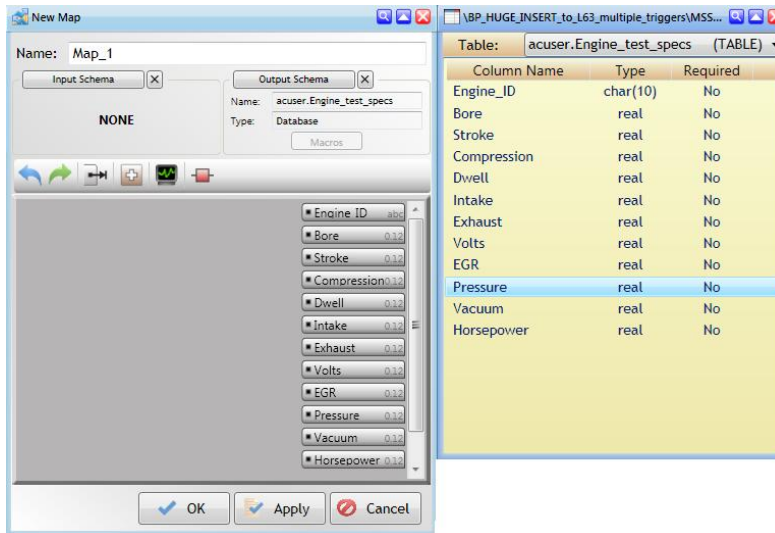 New Map
Name: Map_1
Input Schema
NONE
Output Schema
Name: acuser.Engine_test_specs
Type: Database
Macros
Engine ID abc
Bore 0.12
Stroke 0.12
Compression 0.12
Dwell 0.12
Intake 0.12
Exhaust 0.12
Volts 0.12
EGR 0.12
Pressure 0.12
Vacuum 0.12
Horsepower 0.12
OK Apply Cancel
\BP_HUGE_INSERT_to_L63_multiple_triggers\MSS...
Table: acuser.Engine_test_specs (TABLE)
Column Name Type Required
Engine_ID char(10) No
Bore real No
Stroke real No
Compression real No
Dwell real No
Intake real No
Exhaust real No
Volts real No
EGR real No
Pressure real No
Vacuum real No
Horsepower real No